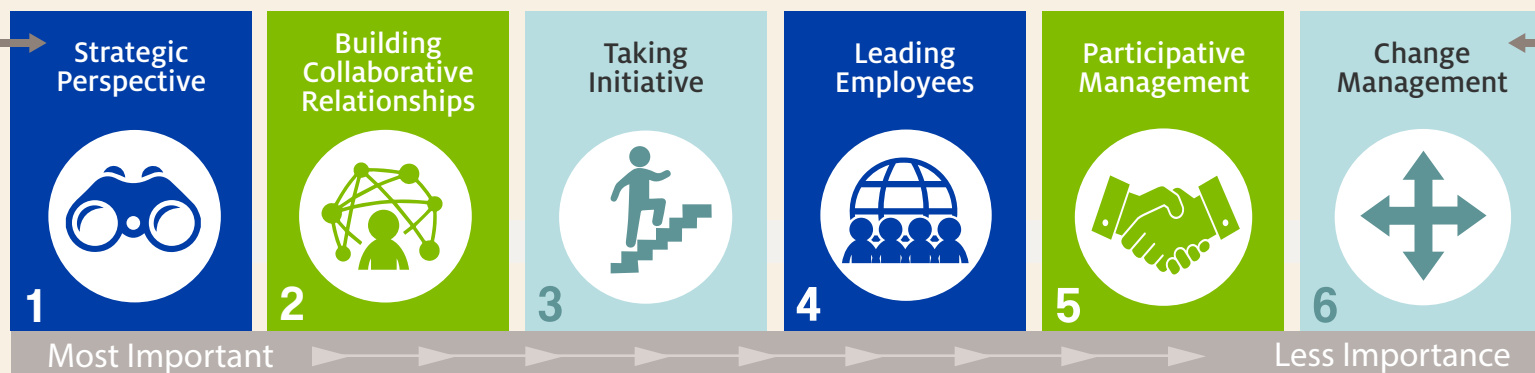 Strategic
Perspective
1
Building
Collaborative
Relationships
2
Taking
Initiative
3
Leading
Employees
4
Participative
Management
5
Change
Management
6
Most Important
Less Importance